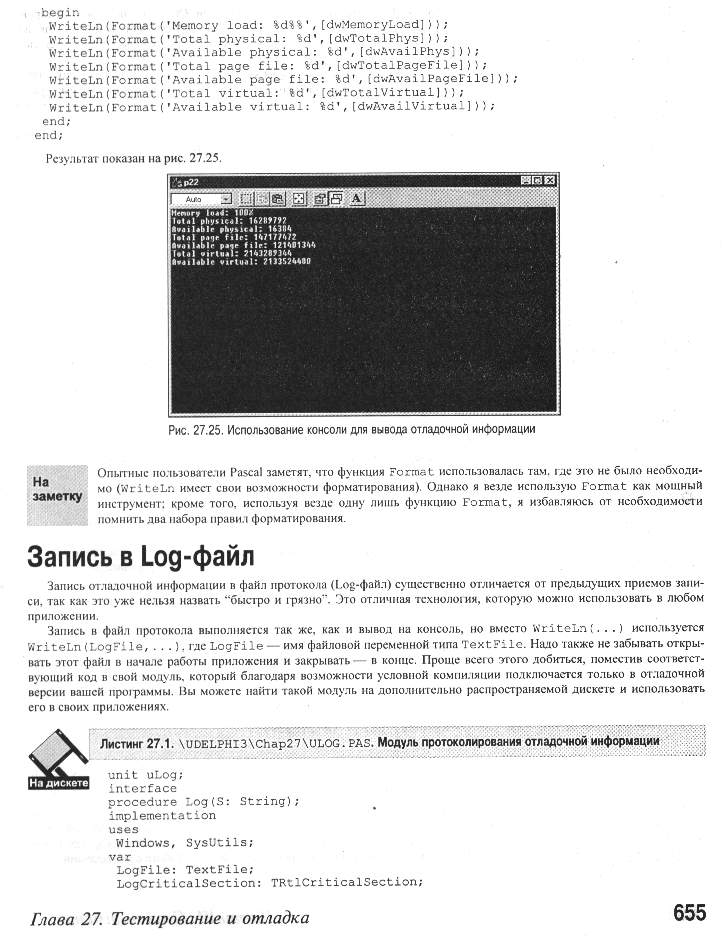 begin
WriteLn(Format('Memory load: %d%%',[dwMemoryLoad]));
WriteLn(Format('Total physical: %d',[dwTotalPhys]));
WriteLn(Format('Available physical: %d',[dwAvailPhys]));
WriteLn(Format('Total page file: %d',[dwTotalPageFile]));
WriteLn(Format('Available page file: %d',[dwAvailPageFile]));
WriteLn(Format('Total virtual: %d',[dwTotalVirtual]));
WriteLn(Format('Available virtual: %d',[dwAvailVirtual]));
end;
end;
Результат показан на рис. 27.25.
p22
Auto
A
Memory load: 100%
Total physical: 16289792
Available physical: 16384
Total page file: 147177472
Available page file: 121401344
Total virtual: 2143289344
Available virtual: 2133524480
Рис. 27.25. Использование консоли для вывода отладочной информации
На
заметку
Опытные пользователи Pascal заметят, что функция Format использовалась там, где это не было необходи-
мо (WriteLn имеет свои возможности форматирования). Однако я везде использую Format как мощный
инструмент; кроме того, используя везде одну лишь функцию Format, я избавляюсь от необходимости
помнить два набора правил форматирования.
Запись в Log-файл
Запись отладочной информации в файл протокола (Log-файл) существенно отличается от предыдущих приемов запи-
си, так как это уже нельзя назвать “быстро и грязно”. Это отличная технология, которую можно использовать в любом
приложении.
Запись в файл протокола выполняется так же, как и вывод на консоль, но вместо WriteLn(...) используется
WriteLn(LogFile,...), где LogFile — имя файловой переменной типа TextFile. Надо также не забывать откры-
вать этот файл в начале работы приложения и закрывать — в конце. Проще всего этого добиться, поместив соответст-
вующий код в свой модуль, который благодаря возможности условной компиляции подключается только в отладочной
версии вашей программы. Вы можете найти такой модуль на дополнительно распространяемой дискете и использовать
его в своих приложениях.
На дискете
Листинг 27.1. \UDELPHI3\Chap27\ULOG.PAS. Модуль протоколирования отладочной информации
unit uLog;
interface
procedure Log(S: String);
implementation
uses
Windows, SysUtils;
var
LogFile: TextFile;
LogCriticalSection: TRtlCriticalSection;
Глава 27. Тестирование и отладка
655